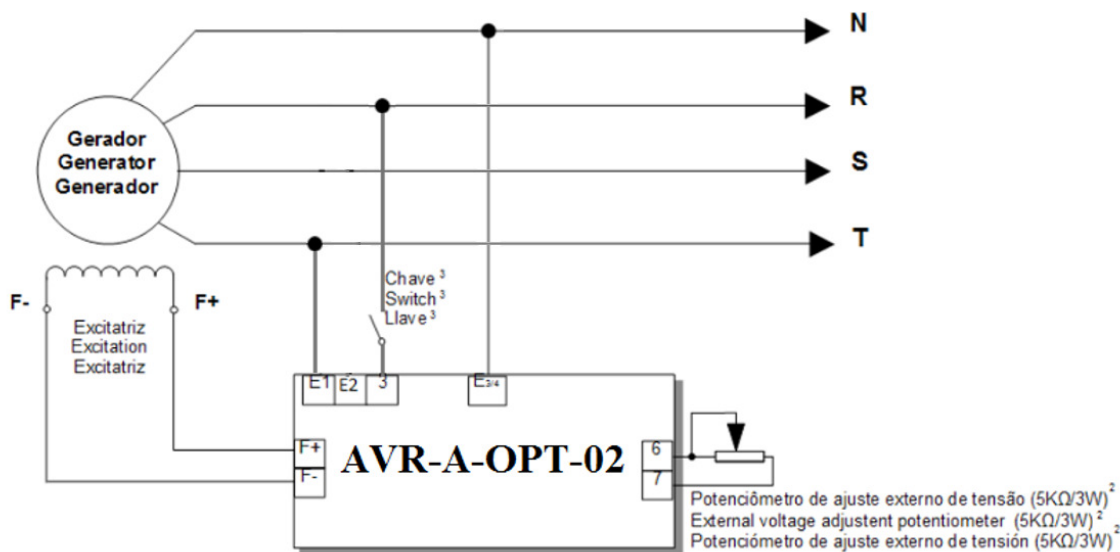 N
R
S
T
Gerador
Generator
Generador
F-
F+
Excitatriz
Excitation
Excitatriz
Chave ³
Switch ³
Llave ³
E1
E2
3
E3/4
F+
F-
AVR-A-OPT-02
6
7
Potenciômetro de ajuste externo de tensão (5KΩ/3W) ²
External voltage adjustent potentiometer (5KΩ/3W) ²
Potenciómetro de ajuste externo de tensión (5KΩ/3W) ²